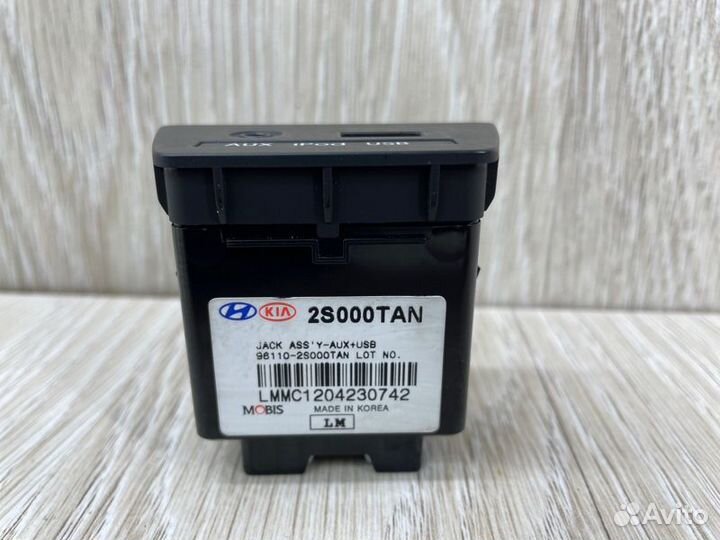 AUX iPod USB
HYUNDAI KIA 2S000TAN
JACK ASS'Y-AUX+USB
96110-2S000TAN LOT NO.
LMMC1204230742
MOBIS MADE IN KOREA
LM
Avito